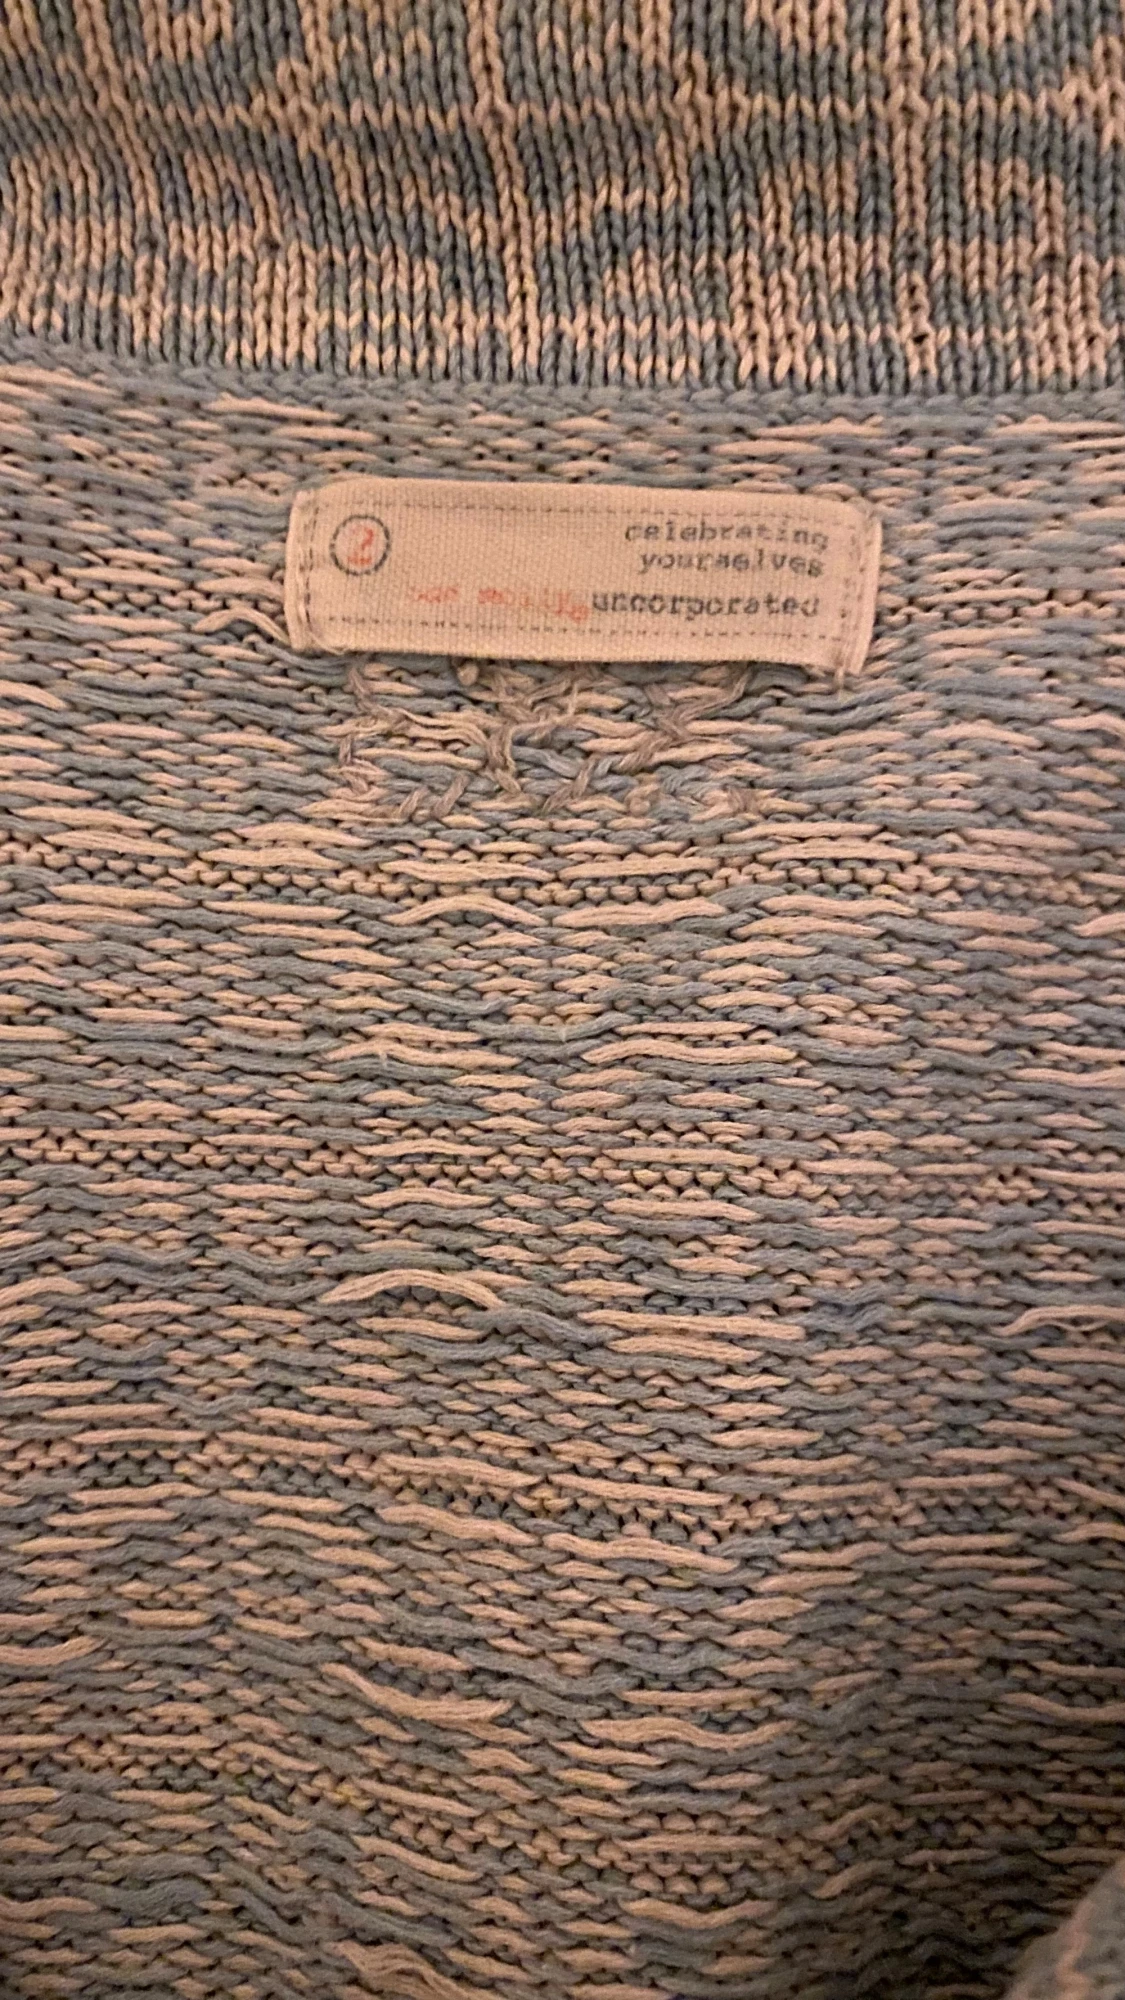 2
celebrating
yourselves
uncorporated